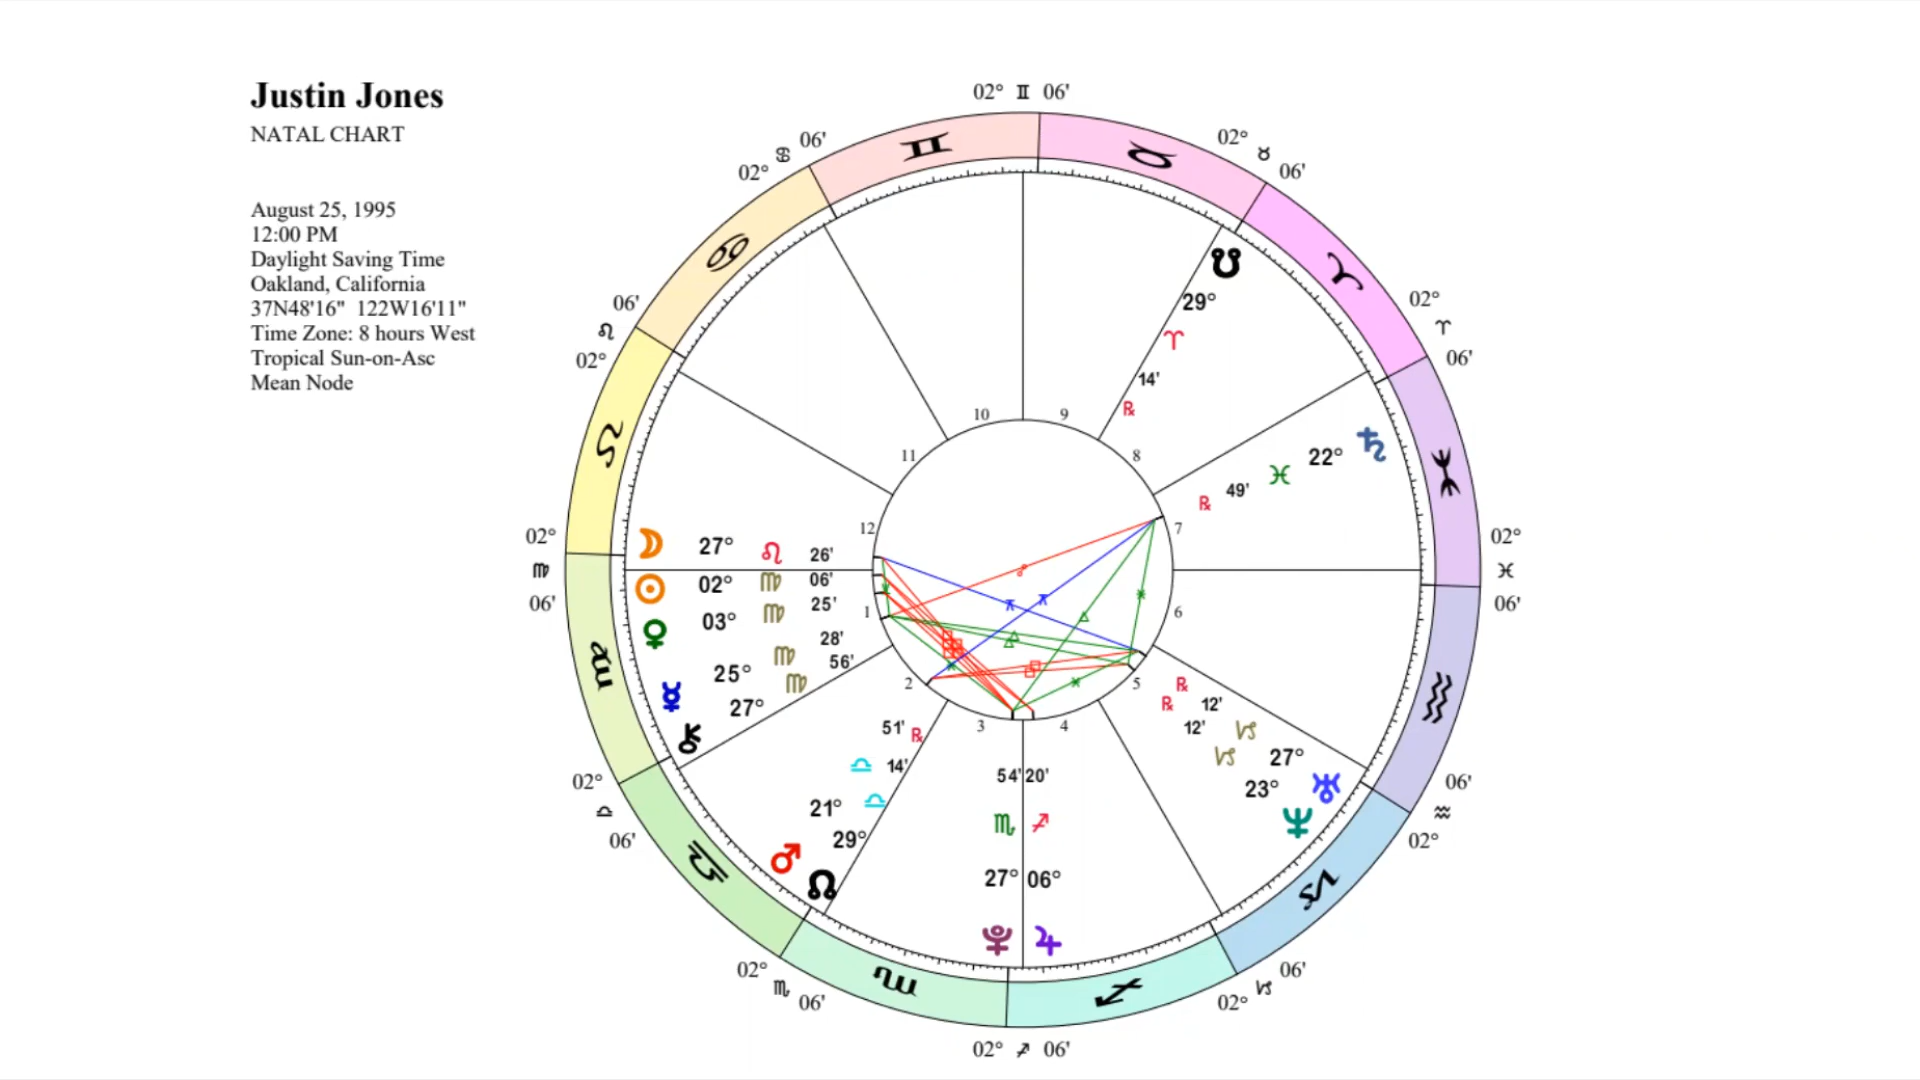 Justin Jones
NATAL CHART
August 25, 1995
12:00 PM
Daylight Saving Time
Oakland, California
37N48'16" 122W16'11"
Time Zone: 8 hours West
Tropical Sun-on-Asc
Mean Node
02° ♊ 06'
02° ♉ 06'
02° ♋ 06'
♊
♉
♋
♈
☋
29°
♈
14'
℞
06' ♌ 02°
02° ♈ 06'
10
9
11
8
♌
♓
22° ♄
℞ 49' ♓
12
7
02° ♍ 06'
02° ♓ 06'
☽ 27° ♌ 26'
☉ 02° ♍ 06'
♀ 03° ♍ 25'
☿ 25° ♍ 28'
⚷ 27° ♍ 56'
1
6
2
5
3
4
♍
♒
℞ 12' ♑ 27° ♅
℞ 12' ♑ 23° ♆
51' ℞
♎ 14'
21° ♎
29°
♂
☊
54' 20'
♏ ♐
27° 06°
♇ ♃
02° ♎ 06'
06' ♒ 02°
♎
♑
♏
♐
02° ♏ 06'
02° ♑ 06'
02° ♐ 06'